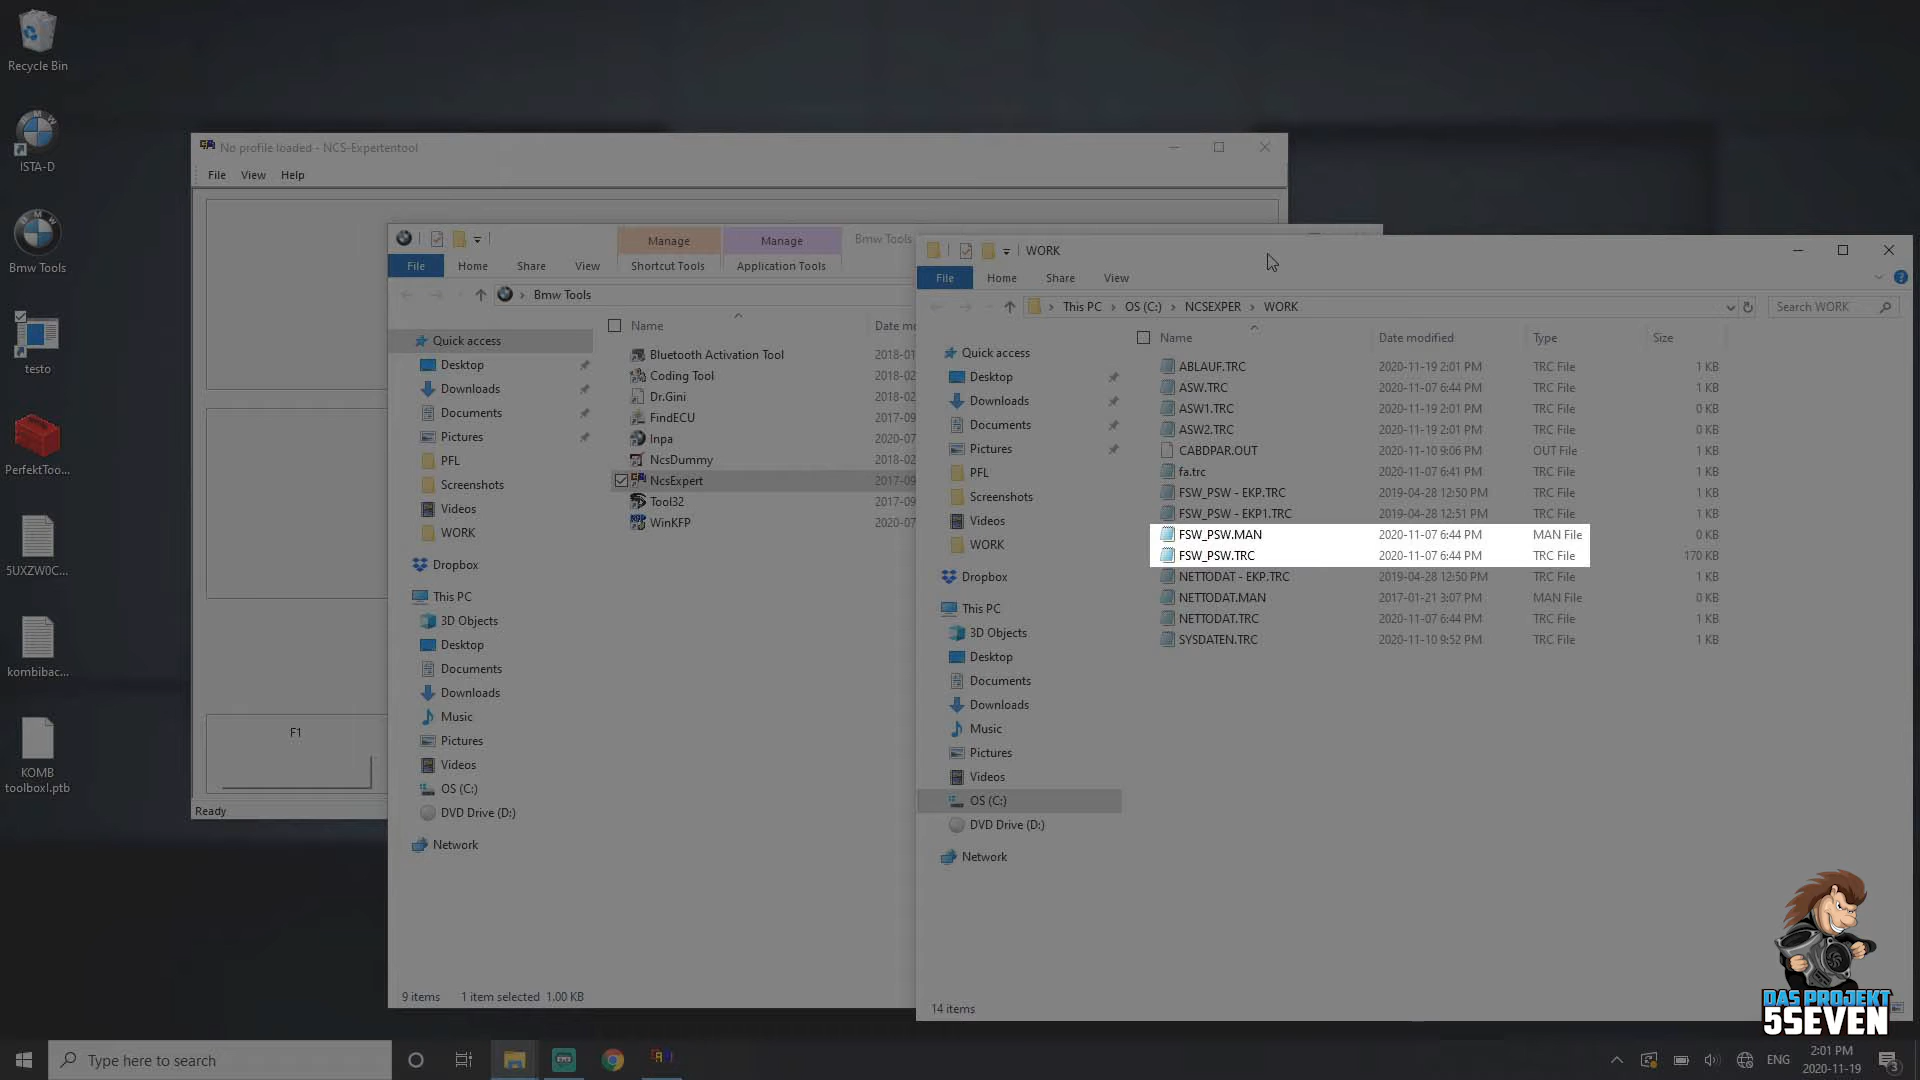 Recycle Bin
ISTA-D
Bmw Tools
testo
PerfektToo...
5UXZW0C...
kombibac...
KOMB
toolboxI.ptb
No profile loaded - NCS-Expertentool
File View Help
F1
Ready
Manage Manage Bmw Tools
File Home Share View Shortcut Tools Application Tools
Bmw Tools
Name Date mo
Quick access
Desktop
Downloads
Documents
Pictures
PFL
Screenshots
Videos
WORK
Dropbox
This PC
3D Objects
Desktop
Documents
Downloads
Music
Pictures
Videos
OS (C:)
DVD Drive (D:)
Network
Bluetooth Activation Tool 2018-01
Coding Tool 2018-02
Dr.Gini 2018-02
FindECU 2017-09
Inpa 2020-07
NcsDummy 2018-02
NcsExpert 2017-09
Tool32 2017-09
WinKFP 2020-07
9 items 1 item selected 1.00 KB
WORK
File Home Share View
This PC OS (C:) NCSEXPER WORK Search WORK
Name Date modified Type Size
Quick access
Desktop
Downloads
Documents
Pictures
PFL
Screenshots
Videos
WORK
Dropbox
This PC
3D Objects
Desktop
Documents
Downloads
Music
Pictures
Videos
OS (C:)
DVD Drive (D:)
Network
ABLAUF.TRC 2020-11-19 2:01 PM TRC File 1 KB
ASW.TRC 2020-11-07 6:44 PM TRC File 1 KB
ASW1.TRC 2020-11-19 2:01 PM TRC File 0 KB
ASW2.TRC 2020-11-19 2:01 PM TRC File 0 KB
CABDPAR.OUT 2020-11-10 9:06 PM OUT File 1 KB
fa.trc 2020-11-07 6:41 PM TRC File 1 KB
FSW_PSW - EKP.TRC 2019-04-28 12:50 PM TRC File 1 KB
FSW_PSW - EKP1.TRC 2019-04-28 12:51 PM TRC File 1 KB
FSW_PSW.MAN 2020-11-07 6:44 PM MAN File 0 KB
FSW_PSW.TRC 2020-11-07 6:44 PM TRC File 170 KB
NETTODAT - EKP.TRC 2019-04-28 12:50 PM TRC File 1 KB
NETTODAT.MAN 2017-01-21 3:07 PM MAN File 0 KB
NETTODAT.TRC 2020-11-07 6:44 PM TRC File 1 KB
SYSDATEN.TRC 2020-11-10 9:52 PM TRC File 1 KB
14 items
DAS PROJEKT
5SEVEN
Type here to search
ENG
2:01 PM
2020-11-19
3